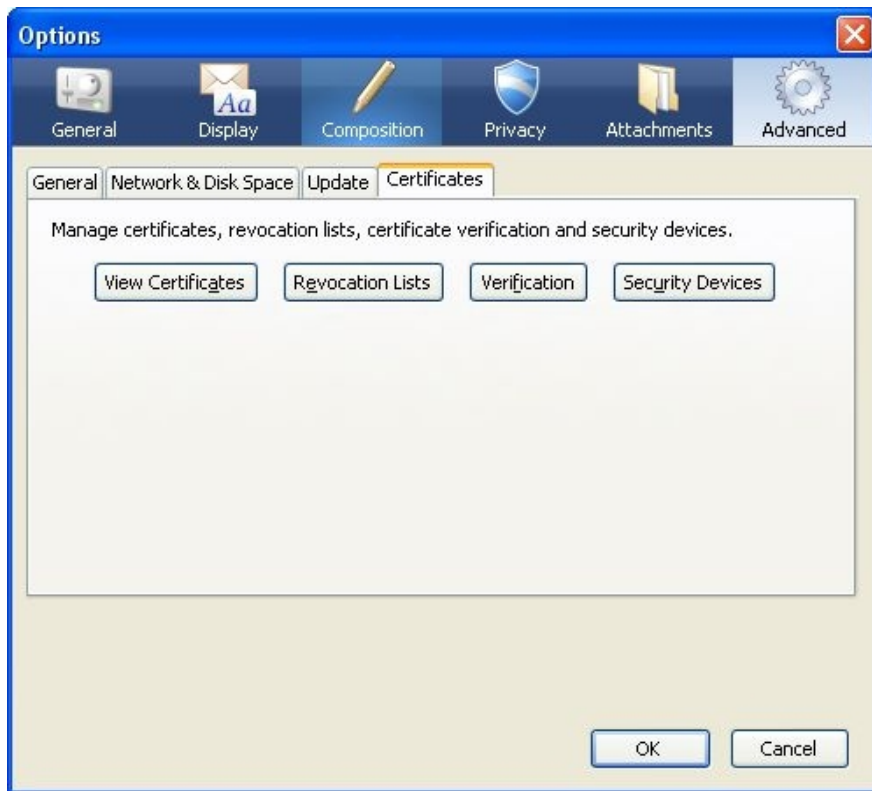 Options
General Display Composition Privacy Attachments Advanced
General Network & Disk Space Update Certificates
Manage certificates, revocation lists, certificate verification and security devices.
View Certificates Revocation Lists Verification Security Devices
OK Cancel